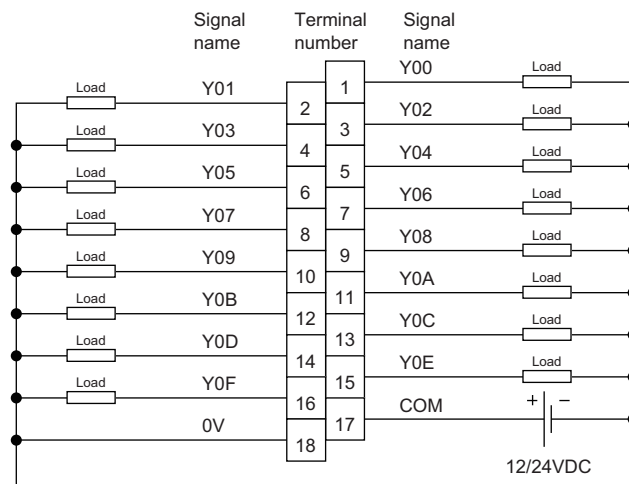 Signal name Terminal number Signal name
Y00 Load
1
Load Y01
2
Y02 Load
3
Load Y03
4
Y04 Load
5
Load Y05
6
Y06 Load
7
Load Y07
8
Y08 Load
9
Load Y09
10
Y0A Load
11
Load Y0B
12
Y0C Load
13
Load Y0D
14
Y0E Load
15
Load Y0F
16
COM + −
17
0V
18
12/24VDC